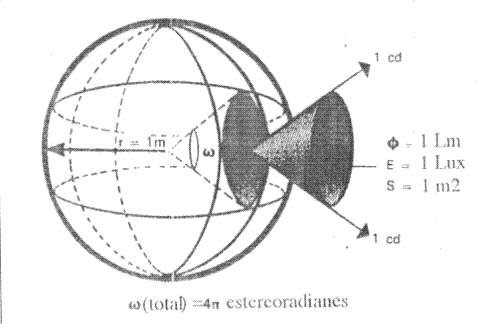 1 cd
r = 1m
ω
Φ = 1 Lm
E = 1 Lux
S = 1 m2
1 cd
ω(total) =4π estereoradianes